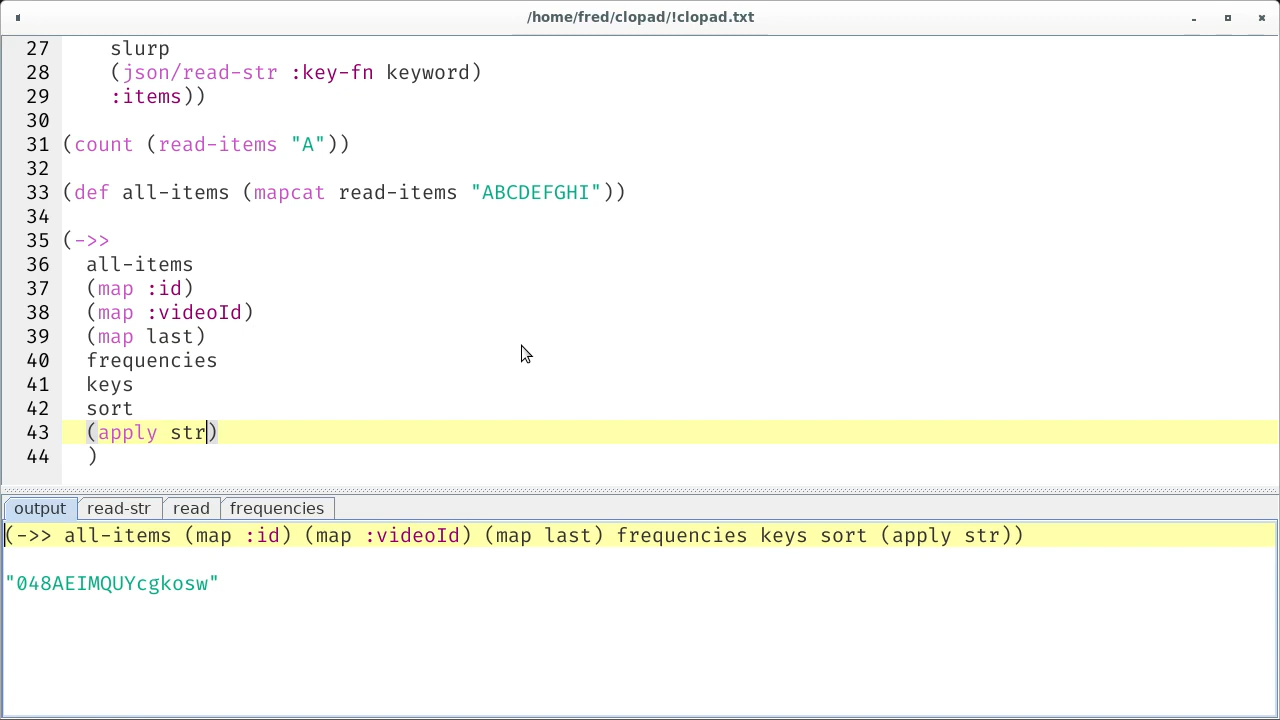 /home/fred/clopad/!clopad.txt
27 slurp
28 (json/read-str :key-fn keyword)
29 :items))
30
31 (count (read-items "A"))
32
33 (def all-items (mapcat read-items "ABCDEFGHI"))
34
35 (->>
36 all-items
37 (map :id)
38 (map :videoId)
39 (map last)
40 frequencies
41 keys
42 sort
43 (apply str)
44 )
output read-str read frequencies
(->> all-items (map :id) (map :videoId) (map last) frequencies keys sort (apply str))
"048AEIMQUYcgkosw"